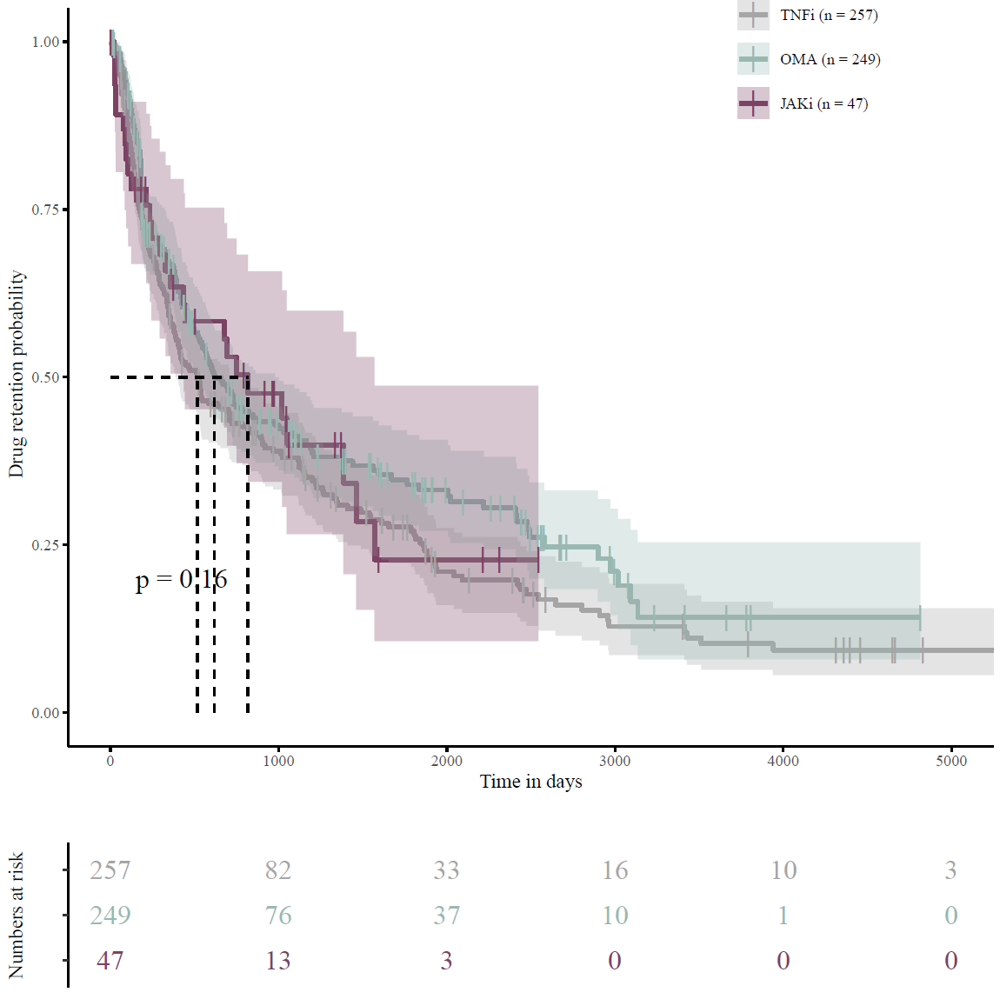 TNFi (n = 257)
OMA (n = 249)
JAKi (n = 47)
1.00
0.75
0.50
0.25
0.00
Drug retention probability
p = 0.16
0 1000 2000 3000 4000 5000
Time in days
Numbers at risk
257 82 33 16 10 3
249 76 37 10 1 0
47 13 3 0 0 0